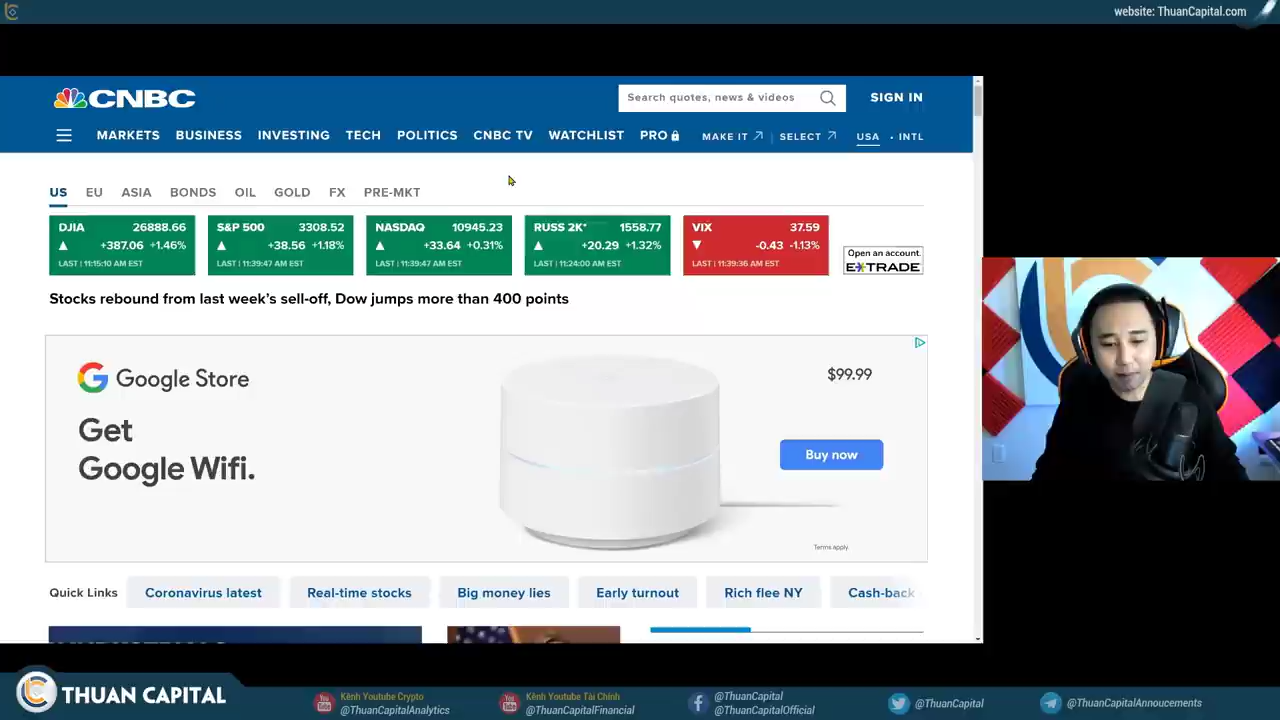 website: ThuanCapital.com
CNBC
Search quotes, news & videos
SIGN IN
MARKETS BUSINESS INVESTING TECH POLITICS CNBC TV WATCHLIST PRO MAKE IT SELECT USA INTL
US EU ASIA BONDS OIL GOLD FX PRE-MKT
DJIA 26888.66
+387.06 +1.46%
LAST | 11:15:10 AM EST
S&P 500 3308.52
+38.56 +1.18%
LAST | 11:39:47 AM EST
NASDAQ 10945.23
+33.64 +0.31%
LAST | 11:39:47 AM EST
RUSS 2K* 1558.77
+20.29 +1.32%
LAST | 11:24:00 AM EST
VIX 37.59
-0.43 -1.13%
LAST | 11:39:36 AM EST
Open an account.
E*TRADE
Stocks rebound from last week's sell-off, Dow jumps more than 400 points
Google Store
Get
Google Wifi.
$99.99
Buy now
Terms apply.
Quick Links Coronavirus latest Real-time stocks Big money lies Early turnout Rich flee NY Cash-back
THUAN CAPITAL
Kênh Youtube Crypto
@ThuanCapitalAnalytics
Kênh Youtube Tài Chính
@ThuanCapitalFinancial
@ThuanCapital
@ThuanCapitalOfficial
@ThuanCapital
@ThuanCapitalAnnoucements